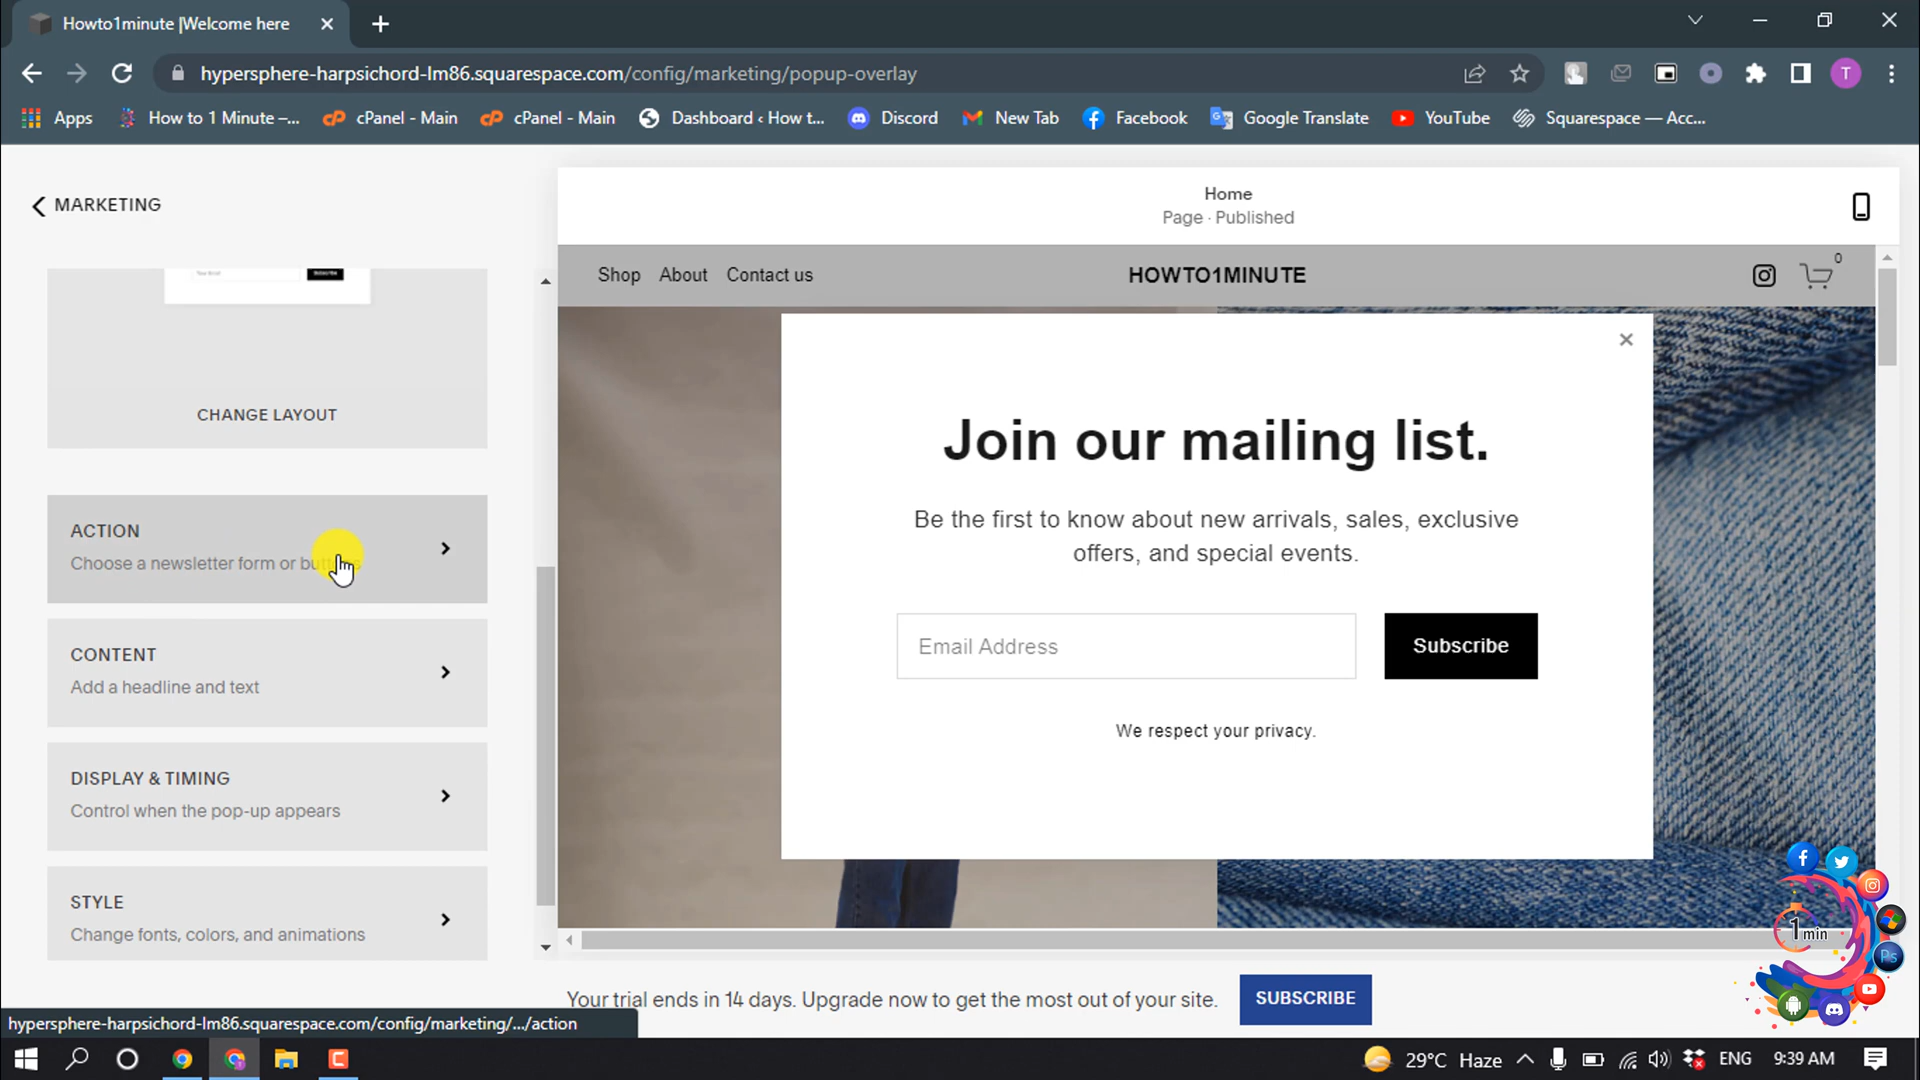 Howto1minute |Welcome here
hypersphere-harpsichord-lm86.squarespace.com/config/marketing/popup-overlay
T
Apps
How to 1 Minute –...
cPanel - Main
cPanel - Main
Dashboard ‹ How t...
Discord
New Tab
Facebook
Google Translate
YouTube
Squarespace — Acc...
MARKETING
CHANGE LAYOUT
ACTION
Choose a newsletter form or
CONTENT
Add a headline and text
DISPLAY & TIMING
Control when the pop-up appears
STYLE
Change fonts, colors, and animations
Home
Page · Published
Shop
About
Contact us
HOWTO1MINUTE
0
Join our mailing list.
Be the first to know about new arrivals, sales, exclusive
offers, and special events.
Email Address
Subscribe
We respect your privacy.
1 min
Ps
Your trial ends in 14 days. Upgrade now to get the most out of your site.
SUBSCRIBE
hypersphere-harpsichord-lm86.squarespace.com/config/marketing/.../action
29°C Haze
ENG
9:39 AM